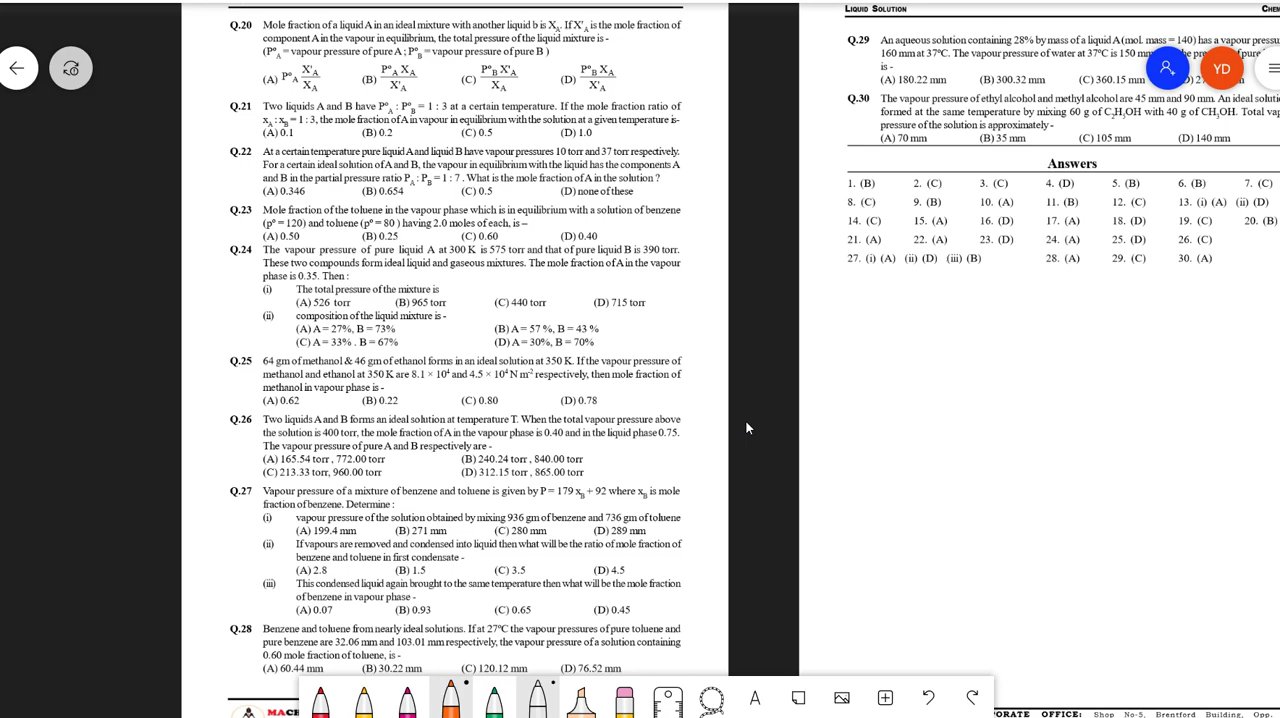 Q.20 Mole fraction of a liquid A in an ideal mixture with another liquid b is X_A. If X'_A is the mole fraction of
component A in the vapour in equilibrium, the total pressure of the liquid mixture is -
(P°_A = vapour pressure of pure A ; P°_B = vapour pressure of pure B )
(A) P°_A X'_A / X_A (B) P°_A X_A / X'_A (C) P°_B X'_A / X_A (D) P°_B X_A / X'_A
Q.21 Two liquids A and B have P°_A : P°_B = 1 : 3 at a certain temperature. If the mole fraction ratio of
x_A : x_B = 1 : 3, the mole fraction of A in vapour in equilibrium with the solution at a given temperature is-
(A) 0.1 (B) 0.2 (C) 0.5 (D) 1.0
Q.22 At a certain temperature pure liquid A and liquid B have vapour pressures 10 torr and 37 torr respectively.
For a certain ideal solution of A and B, the vapour in equilibrium with the liquid has the components A
and B in the partial pressure ratio P_A : P_B = 1 : 7 . What is the mole fraction of A in the solution ?
(A) 0.346 (B) 0.654 (C) 0.5 (D) none of these
Q.23 Mole fraction of the toluene in the vapour phase which is in equilibrium with a solution of benzene
(p° = 120) and toluene (p° = 80 ) having 2.0 moles of each, is –
(A) 0.50 (B) 0.25 (C) 0.60 (D) 0.40
Q.24 The vapour pressure of pure liquid A at 300 K is 575 torr and that of pure liquid B is 390 torr.
These two compounds form ideal liquid and gaseous mixtures. The mole fraction of A in the vapour
phase is 0.35. Then :
(i) The total pressure of the mixture is
(A) 526 torr (B) 965 torr (C) 440 torr (D) 715 torr
(ii) composition of the liquid mixture is -
(A) A = 27%, B = 73% (B) A = 57 %, B = 43 %
(C) A = 33% . B = 67% (D) A = 30%, B = 70%
Q.25 64 gm of methanol & 46 gm of ethanol forms in an ideal solution at 350 K. If the vapour pressure of
methanol and ethanol at 350 K are 8.1 × 10⁴ and 4.5 × 10⁴ N m⁻² respectively, then mole fraction of
methanol in vapour phase is -
(A) 0.62 (B) 0.22 (C) 0.80 (D) 0.78
Q.26 Two liquids A and B forms an ideal solution at temperature T. When the total vapour pressure above
the solution is 400 torr, the mole fraction of A in the vapour phase is 0.40 and in the liquid phase 0.75.
The vapour pressure of pure A and B respectively are -
(A) 165.54 torr , 772.00 torr (B) 240.24 torr , 840.00 torr
(C) 213.33 torr, 960.00 torr (D) 312.15 torr , 865.00 torr
Q.27 Vapour pressure of a mixture of benzene and toluene is given by P = 179 x_B + 92 where x_B is mole
fraction of benzene. Determine :
(i) vapour pressure of the solution obtained by mixing 936 gm of benzene and 736 gm of toluene
(A) 199.4 mm (B) 271 mm (C) 280 mm (D) 289 mm
(ii) If vapours are removed and condensed into liquid then what will be the ratio of mole fraction of
benzene and toluene in first condensate -
(A) 2.8 (B) 1.5 (C) 3.5 (D) 4.5
(iii) This condensed liquid again brought to the same temperature then what will be the mole fraction
of benzene in vapour phase -
(A) 0.07 (B) 0.93 (C) 0.65 (D) 0.45
Q.28 Benzene and toluene from nearly ideal solutions. If at 27°C the vapour pressures of pure toluene and
pure benzene are 32.06 mm and 103.01 mm respectively, the vapour pressure of a solution containing
0.60 mole fraction of toluene, is -
(A) 60.44 mm (B) 30.22 mm (C) 120.12 mm (D) 76.52 mm
LIQUID SOLUTION
Q.29 An aqueous solution containing 28% by mass of a liquid A (mol. mass = 140) has a vapour
160 mm at 37°C. The vapour pressure of water at 37°C is 150 mm
is -
(A) 180.22 mm (B) 300.32 mm (C) 360.15 mm
Q.30 The vapour pressure of ethyl alcohol and methyl alcohol are 45 mm and 90 mm. An ideal
formed at the same temperature by mixing 60 g of C₂H₅OH with 40 g of CH₃OH. Total
pressure of the solution is approximately -
(A) 70 mm (B) 35 mm (C) 105 mm (D) 140 mm
Answers
1. (B) 2. (C) 3. (C) 4. (D) 5. (B) 6. (B) 7. (C)
8. (C) 9. (B) 10. (A) 11. (B) 12. (C) 13. (i) (A) (ii) (D)
14. (C) 15. (A) 16. (D) 17. (A) 18. (D) 19. (C) 20. (B)
21. (A) 22. (A) 23. (D) 24. (A) 25. (D) 26. (C)
27. (i) (A) (ii) (D) (iii) (B) 28. (A) 29. (C) 30. (A)
YD
A
OFFICE: Shop No-5, Brentford Building, Opp.